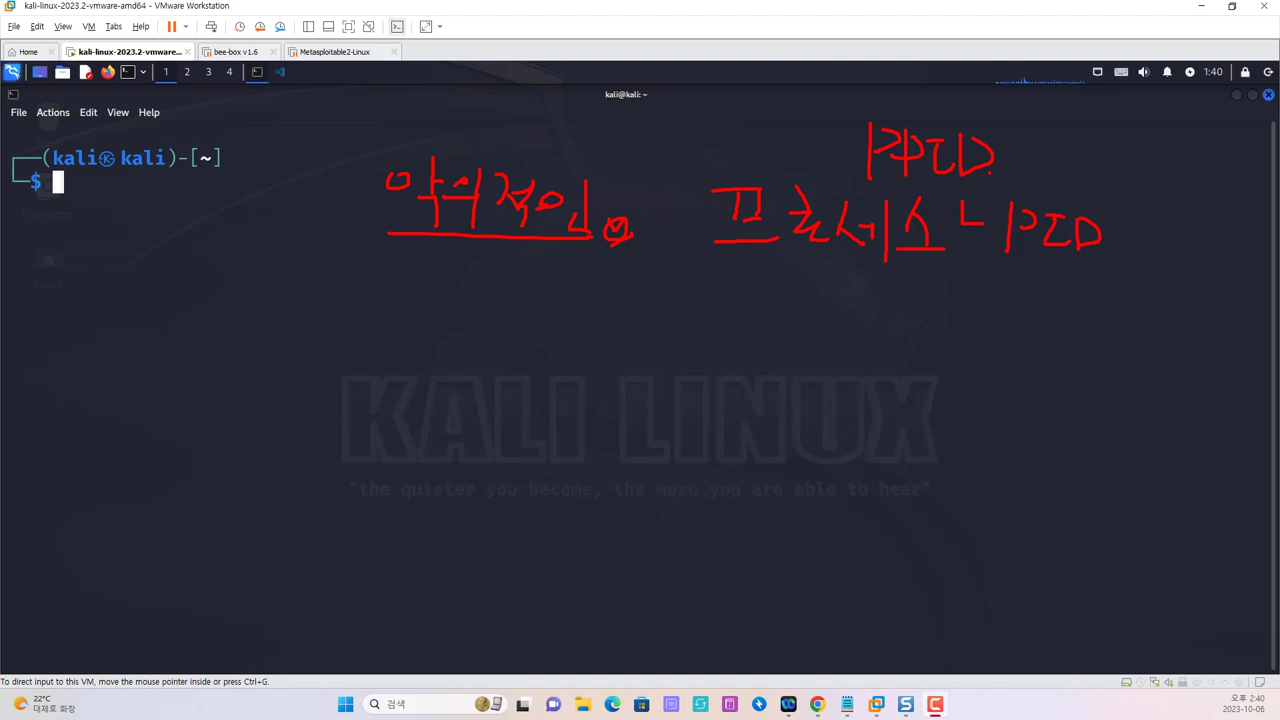 kali-linux-2023.2-vmware-amd64 - VMware Workstation
File Edit View VM Tabs Help
Home kali-linux-2023.2-vmware... bee-box v1.6 Metasploitable2-Linux
1 2 3 4 1:40
kali@kali: ~
File Actions Edit View Help
(kali㉿kali)-[~]
$
PPID
악의적인 프로세스 PID
KALI LINUX
"the quieter you become, the more you are able to hear"
To direct input to this VM, move the mouse pointer inside or press Ctrl+G.
22°C
대체로 화창
검색
오후 2:40
2023-10-06